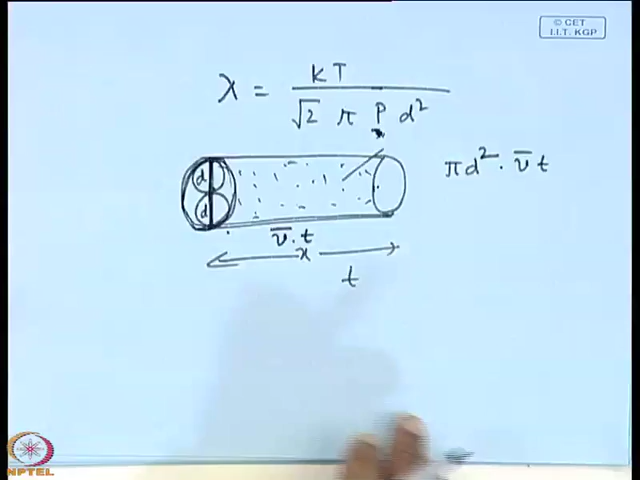 © CET
I.I.T. KGP
λ = kT / √2 π P d²
πd² · v̄ t
d
d
v̄ · t
x
t
NPTEL